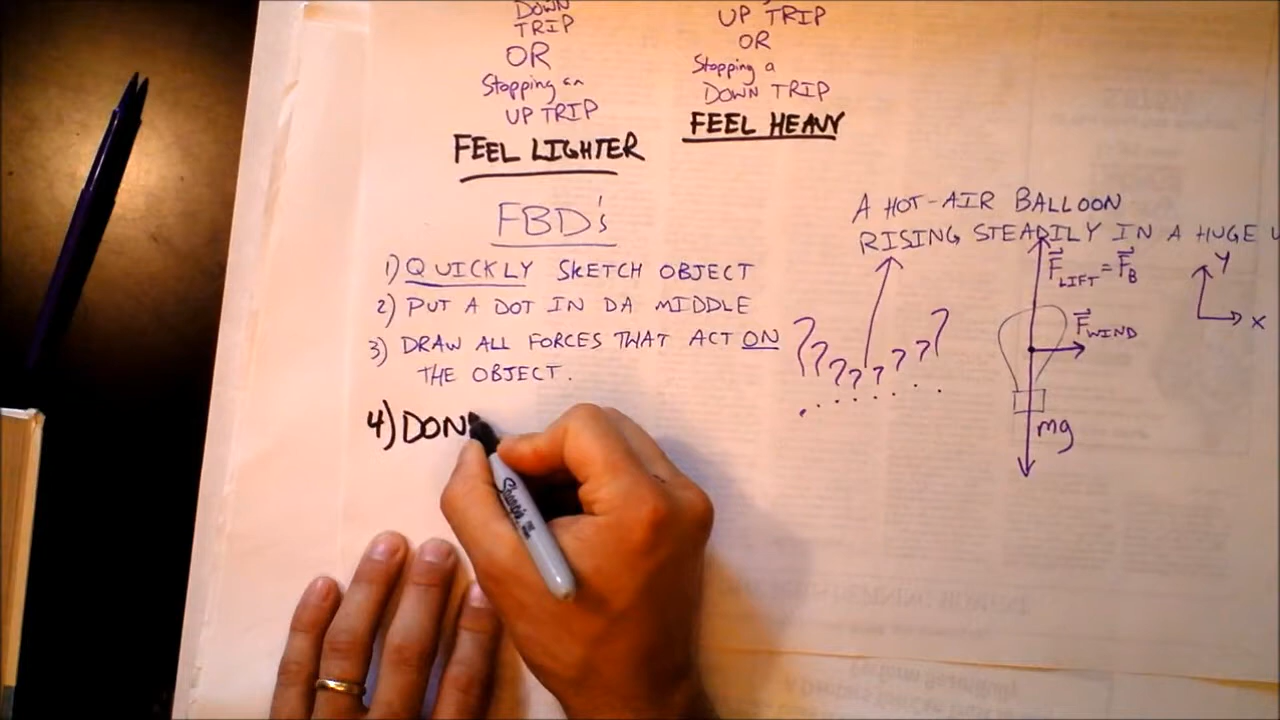 DOWN
TRIP
OR
Stopping an
UP TRIP
FEEL LIGHTER
UP TRIP
OR
Stopping a
DOWN TRIP
FEEL HEAVY
FBD's
1) QUICKLY SKETCH OBJECT
2) PUT A DOT IN DA MIDDLE
3) DRAW ALL FORCES THAT ACT ON
THE OBJECT.
4) DON
A HOT-AIR BALLOON
RISING STEADILY IN A HUGE
F LIFT = F B
F WIND
mg
Y
X
? ? ? ? ? ? ? ?
Sharpie